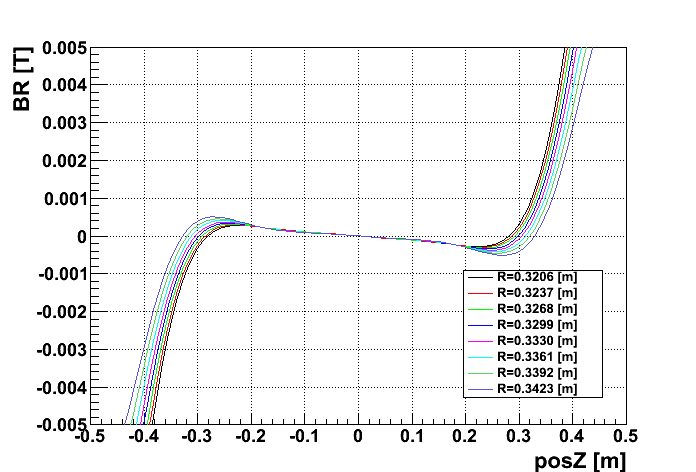 BR [T]
0.005
0.004
0.003
0.002
0.001
0
-0.001
-0.002
-0.003
-0.004
-0.005
R=0.3206 [m]
R=0.3237 [m]
R=0.3268 [m]
R=0.3299 [m]
R=0.3330 [m]
R=0.3361 [m]
R=0.3392 [m]
R=0.3423 [m]
-0.5 -0.4 -0.3 -0.2 -0.1 0 0.1 0.2 0.3 0.4 0.5
posZ [m]